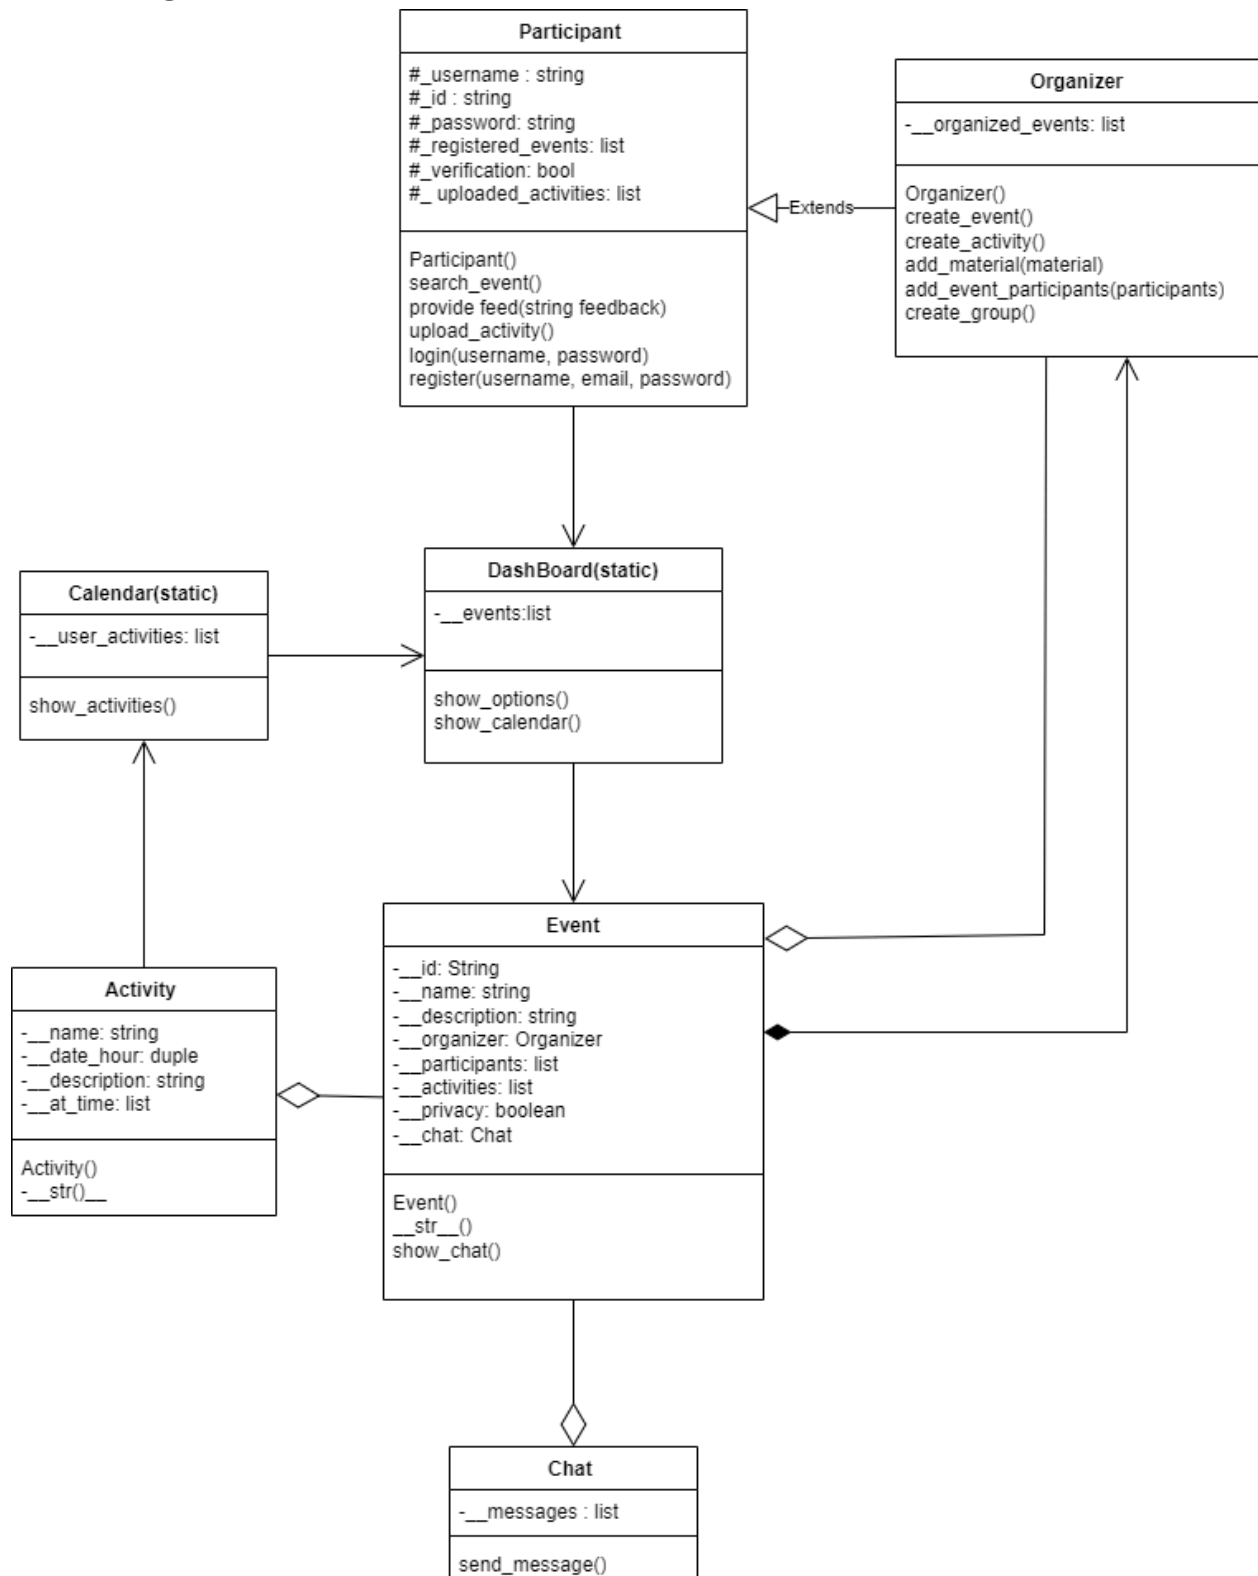 Participant
#_username : string
#_id : string
#_password: string
#_registered_events: list
#_verification: bool
#_ uploaded_activities: list
Participant()
search_event()
provide feed(string feedback)
upload_activity()
login(username, password)
register(username, email, password)
Organizer
-__organized_events: list
Organizer()
create_event()
create_activity()
add_material(material)
add_event_participants(participants)
create_group()
Extends
Calendar(static)
-__user_activities: list
show_activities()
DashBoard(static)
-__events:list
show_options()
show_calendar()
Activity
-__name: string
-__date_hour: duple
-__description: string
-__at_time: list
Activity()
-__str()__
Event
-__id: String
-__name: string
-__description: string
-__organizer: Organizer
-__participants: list
-__activities: list
-__privacy: boolean
-__chat: Chat
Event()
__str__()
show_chat()
Chat
-__messages : list
send_message()